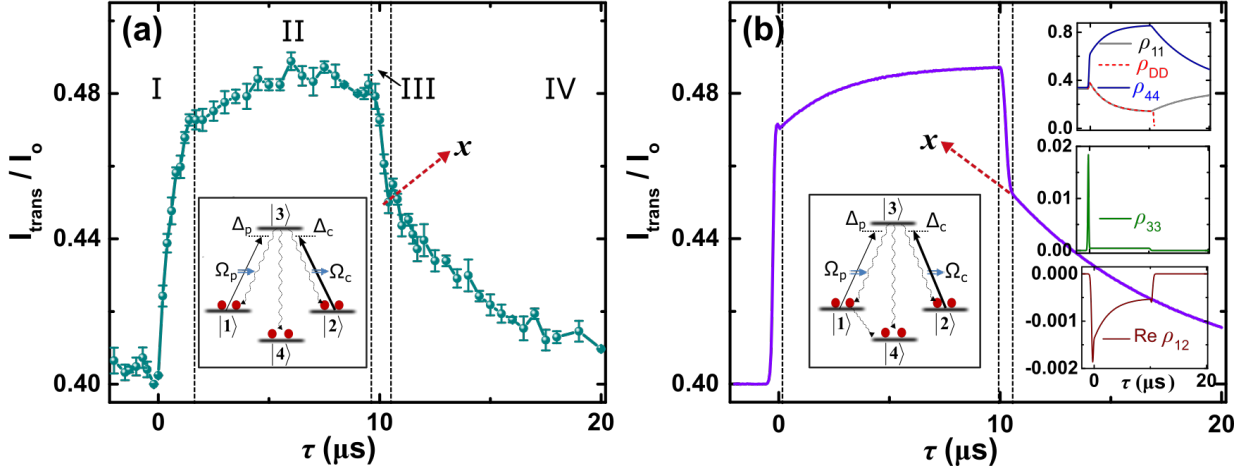 (a)
I
II
III
IV
x
I_trans / I_o
0.48
0.44
0.40
0
10
20
τ (μs)
|3⟩
Δ_p
Δ_c
Ω_p
Ω_c
|1⟩
|2⟩
|4⟩
(b)
x
I_trans / I_o
0.48
0.44
0.40
0
10
20
τ (μs)
|3⟩
Δ_p
Δ_c
Ω_p
Ω_c
|1⟩
|2⟩
|4⟩
0.8
0.4
0.0
ρ_11
ρ_DD
ρ_44
0.02
0.01
0.00
ρ_33
0.000
-0.001
-0.002
Re ρ_12
0
20
τ (μs)